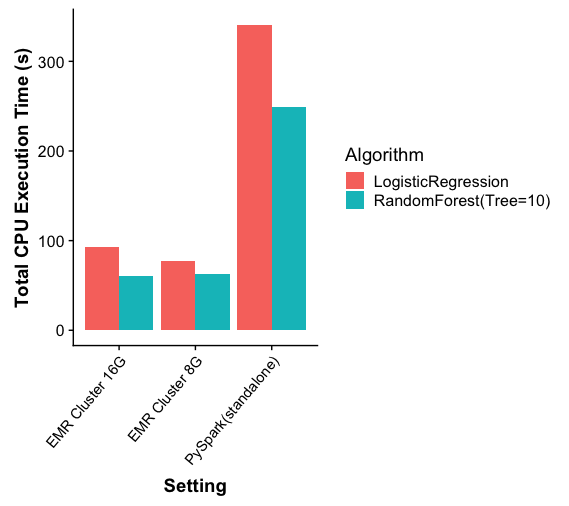 Total CPU Execution Time (s)
300
200
100
0
EMR Cluster 16G
EMR Cluster 8G
PySpark(standalone)
Setting
Algorithm
LogisticRegression
RandomForest(Tree=10)